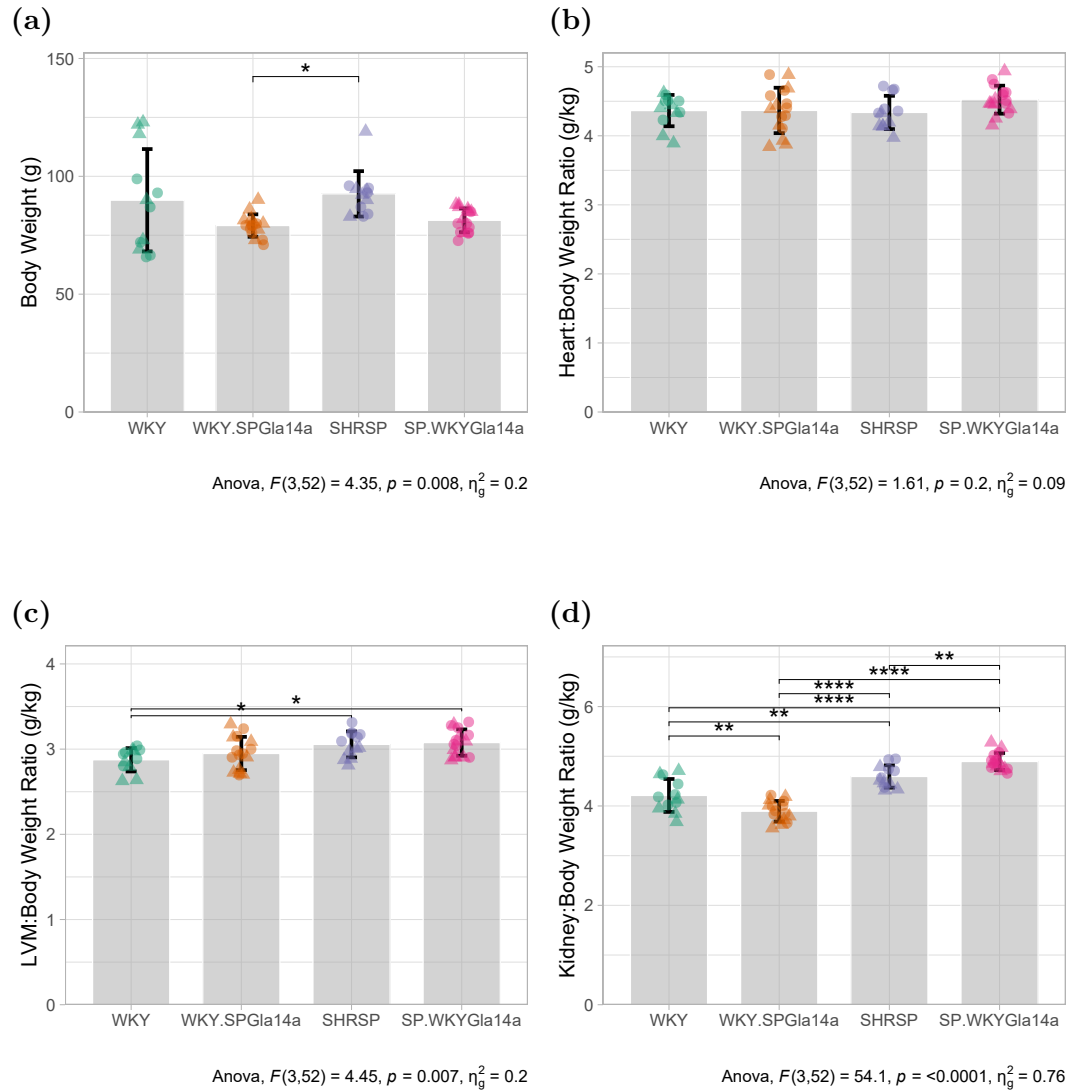 (a)
Body Weight (g)
150
*
100
50
0
WKY WKY.SPGla14a SHRSP SP.WKYGla14a
Anova, F(3,52) = 4.35, p = 0.008, η²g = 0.2
(b)
Heart:Body Weight Ratio (g/kg)
5
4
3
2
1
0
WKY WKY.SPGla14a SHRSP SP.WKYGla14a
Anova, F(3,52) = 1.61, p = 0.2, η²g = 0.09
(c)
LVM:Body Weight Ratio (g/kg)
4
*
*
3
2
1
0
WKY WKY.SPGla14a SHRSP SP.WKYGla14a
Anova, F(3,52) = 4.45, p = 0.007, η²g = 0.2
(d)
Kidney:Body Weight Ratio (g/kg)
**
****
****
6
****
**
**
4
2
0
WKY WKY.SPGla14a SHRSP SP.WKYGla14a
Anova, F(3,52) = 54.1, p = <0.0001, η²g = 0.76